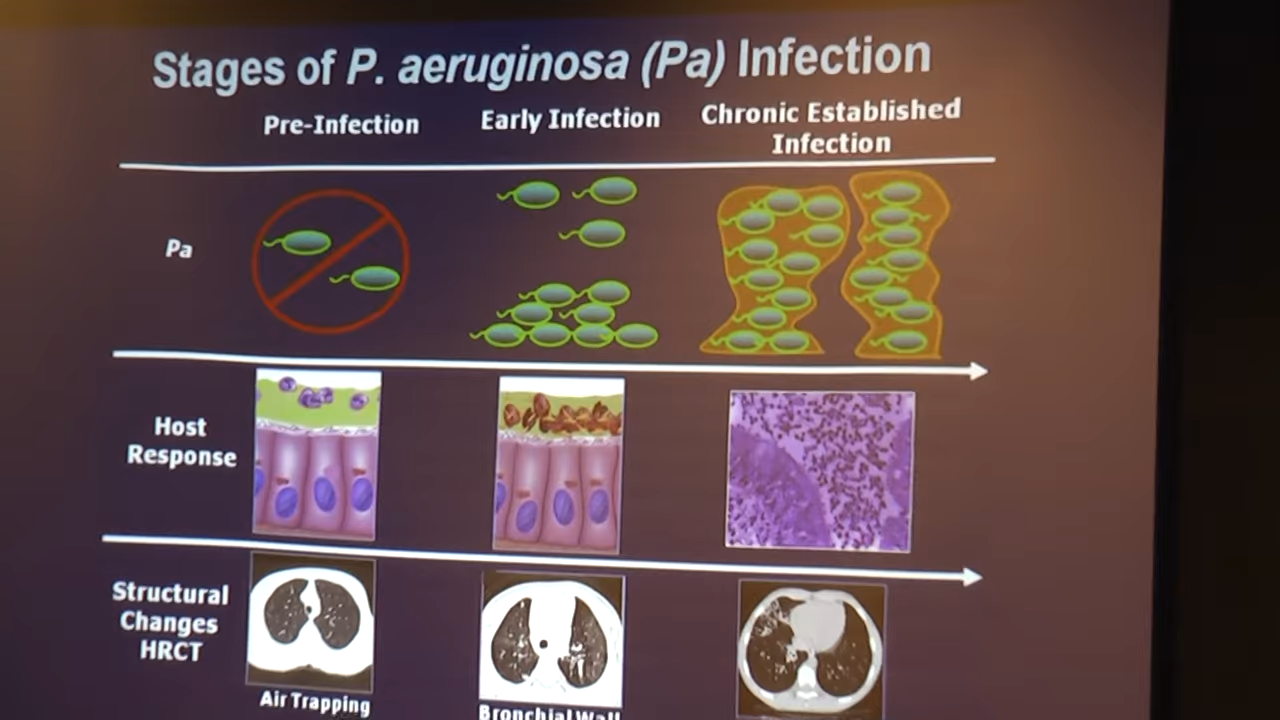 Stages of P. aeruginosa (Pa) Infection
Pre-Infection
Early Infection
Chronic Established
Infection
Pa
Host
Response
Structural
Changes
HRCT
Air Trapping
Bronchial Wall